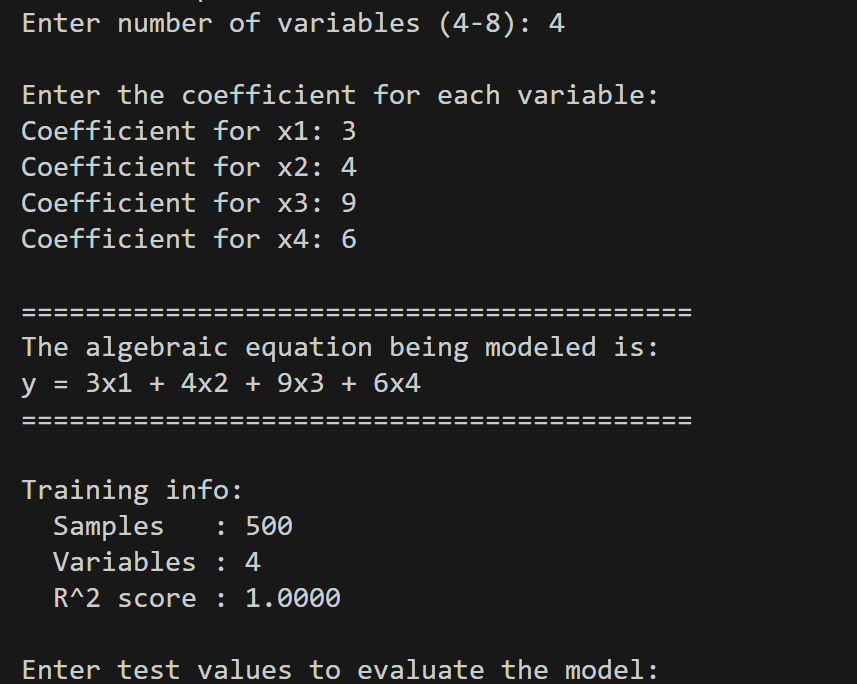 Enter number of variables (4-8): 4
Enter the coefficient for each variable:
Coefficient for x1: 3
Coefficient for x2: 4
Coefficient for x3: 9
Coefficient for x4: 6
==========================================
The algebraic equation being modeled is:
y = 3x1 + 4x2 + 9x3 + 6x4
==========================================
Training info:
  Samples   : 500
  Variables : 4
  R^2 score : 1.0000
Enter test values to evaluate the model: